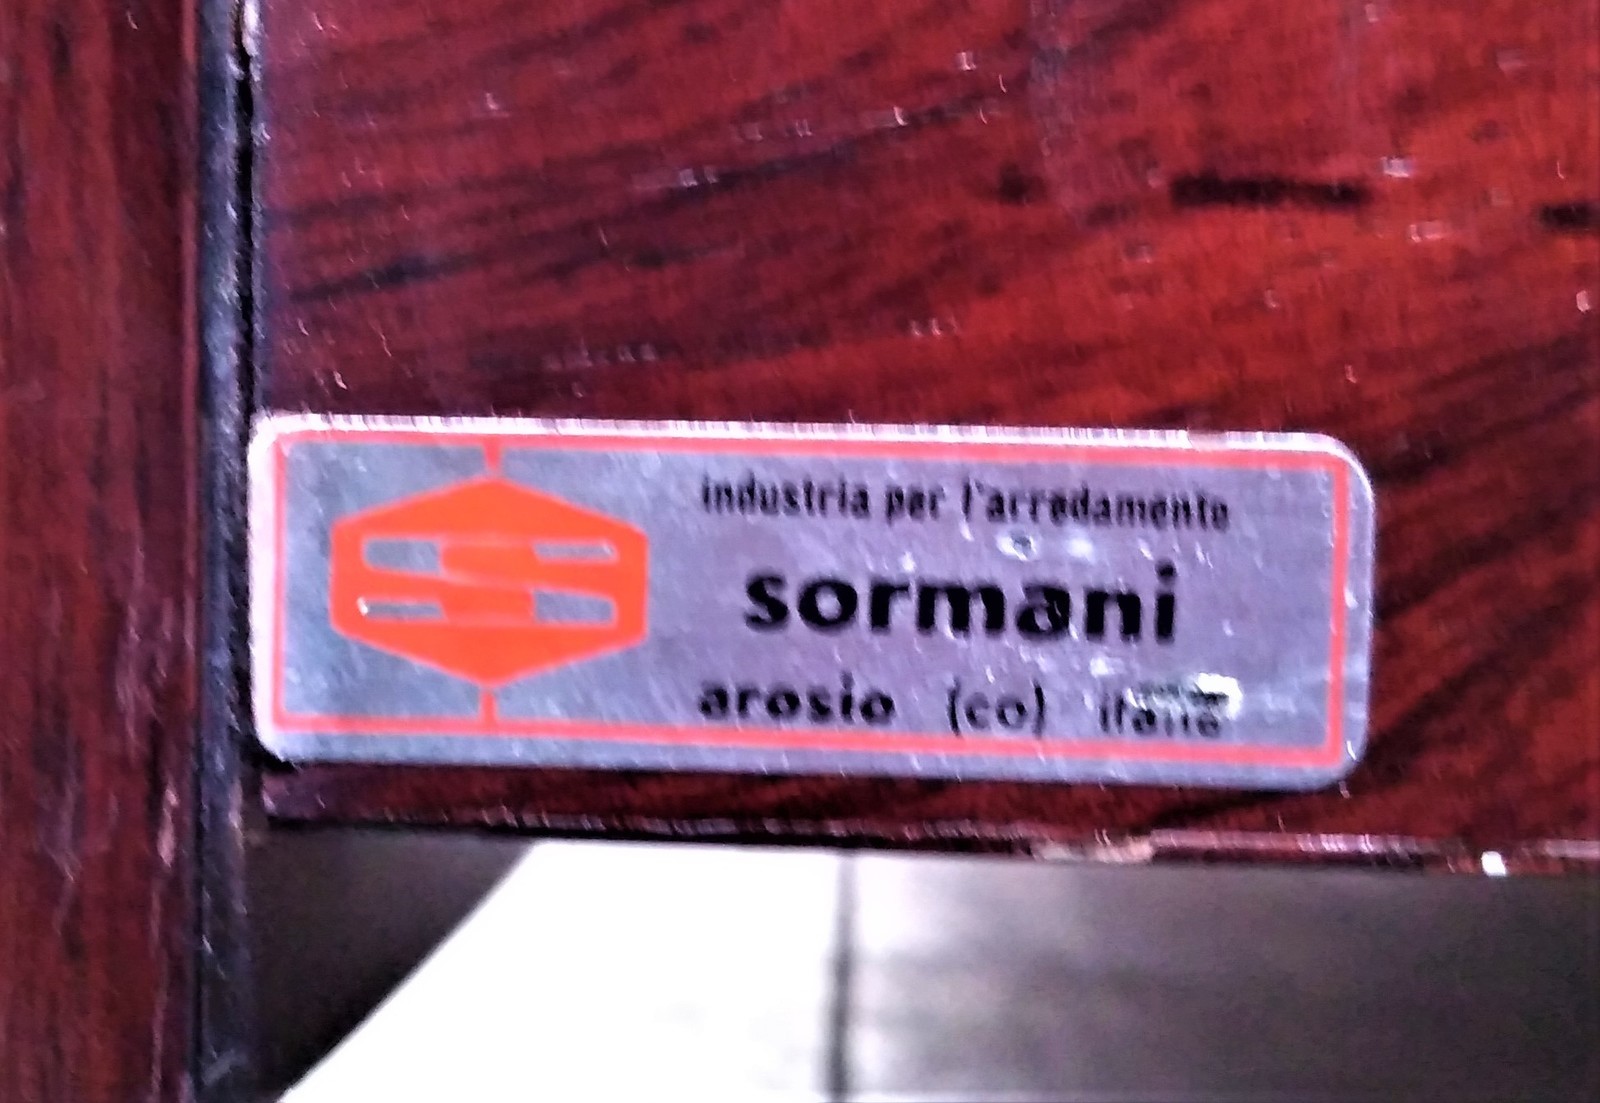 industria per l'arredamento
sormani
arosio (co) italia